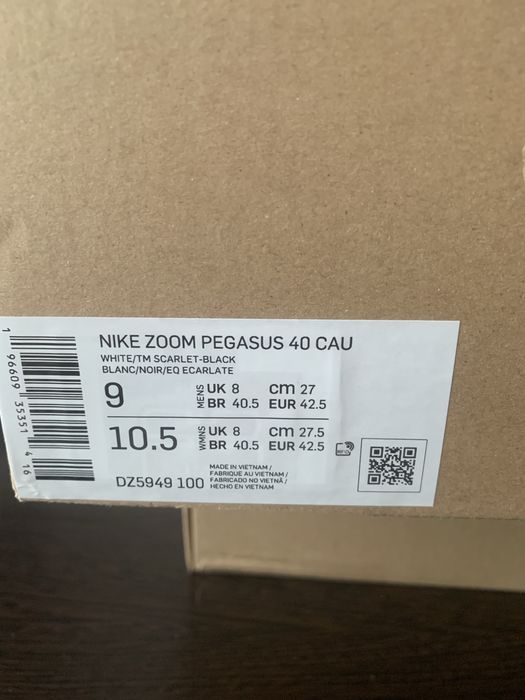 NIKE ZOOM PEGASUS 40 CAU
WHITE/TM SCARLET-BLACK
BLANC/NOIR/EQ ECARLATE
9 MENS UK 8 cm 27
BR 40.5 EUR 42.5
10.5 WMNS UK 8 cm 27.5
BR 40.5 EUR 42.5
DZ5949 100
MADE IN VIETNAM /
FABRIQUE AU VIETNAM /
FABRICADO NO VIETNÃ /
HECHO EN VIETNAM
1 96609 35351 4 16